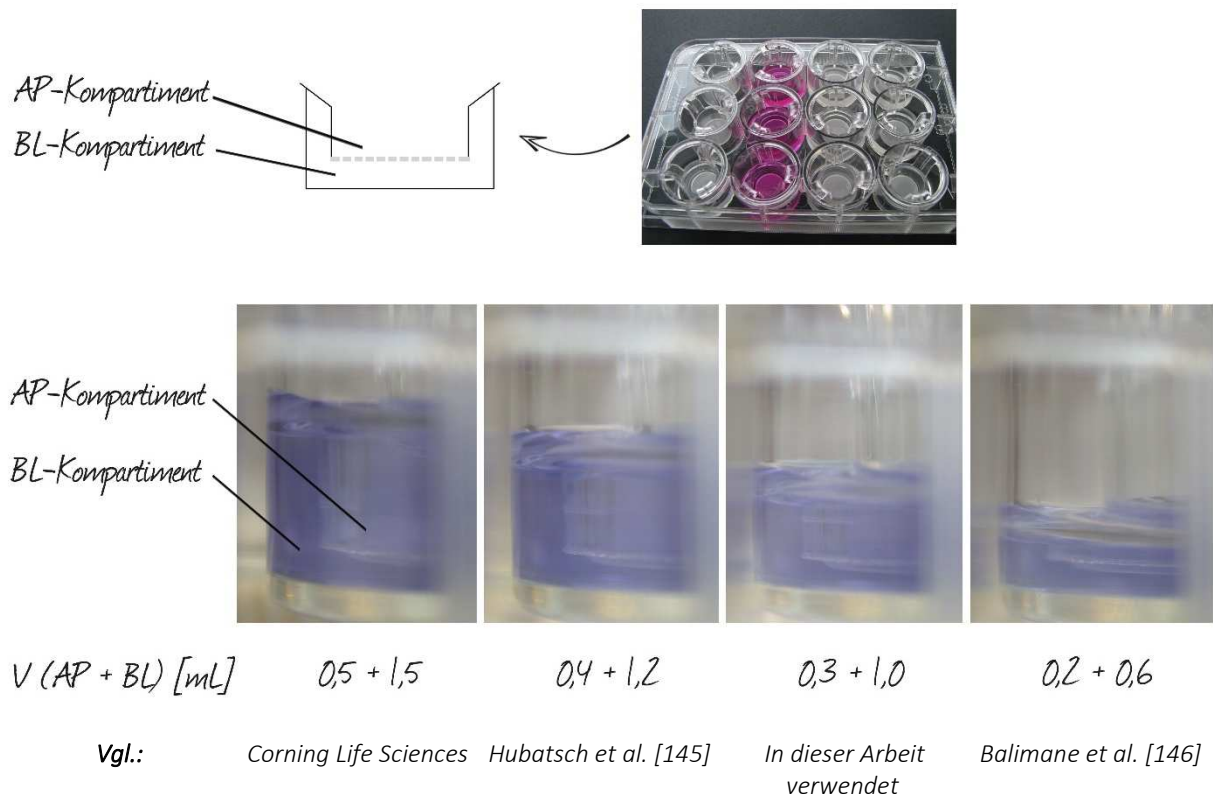 AP-Kompartiment
BL-Kompartiment
AP-Kompartiment
BL-Kompartiment
V (AP + BL) [mL] 0,5 + 1,5 0,4 + 1,2 0,3 + 1,0 0,2 + 0,6
Vgl.: Corning Life Sciences Hubatsch et al. [145] In dieser Arbeit Balimane et al. [146]
verwendet